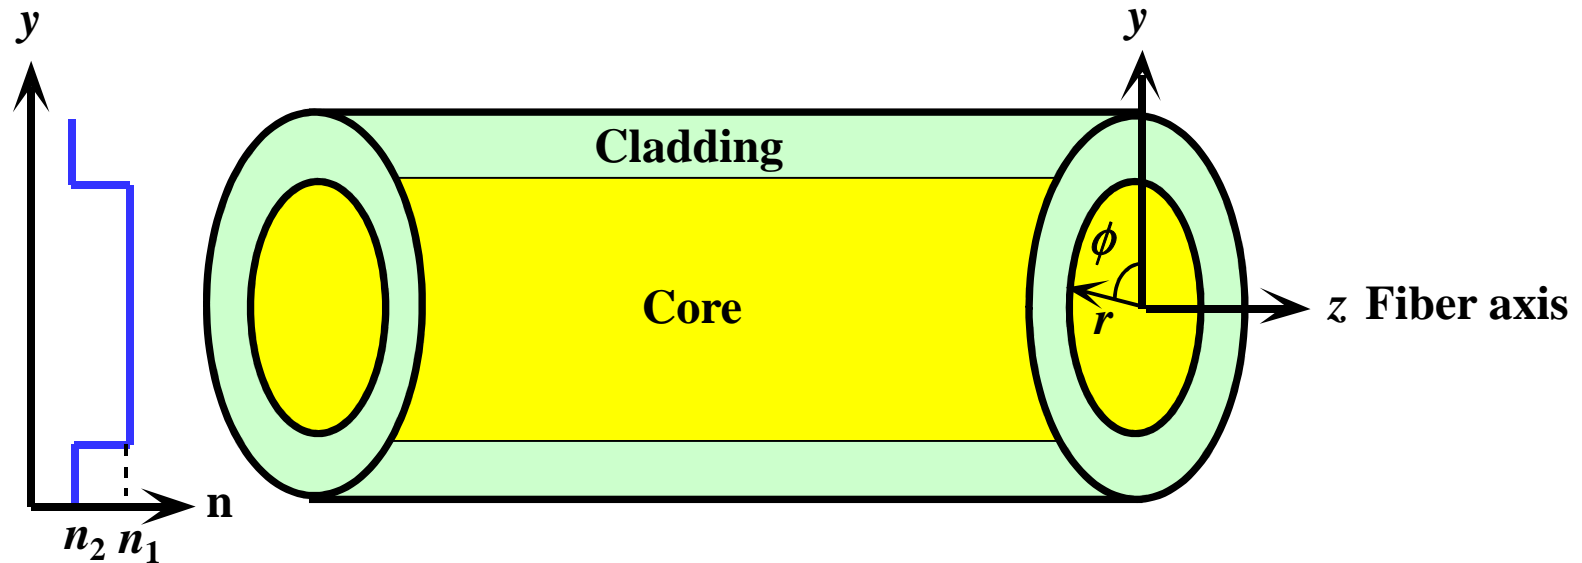 y
y
Cladding
ϕ
Core
r
z Fiber axis
n
n₂ n₁